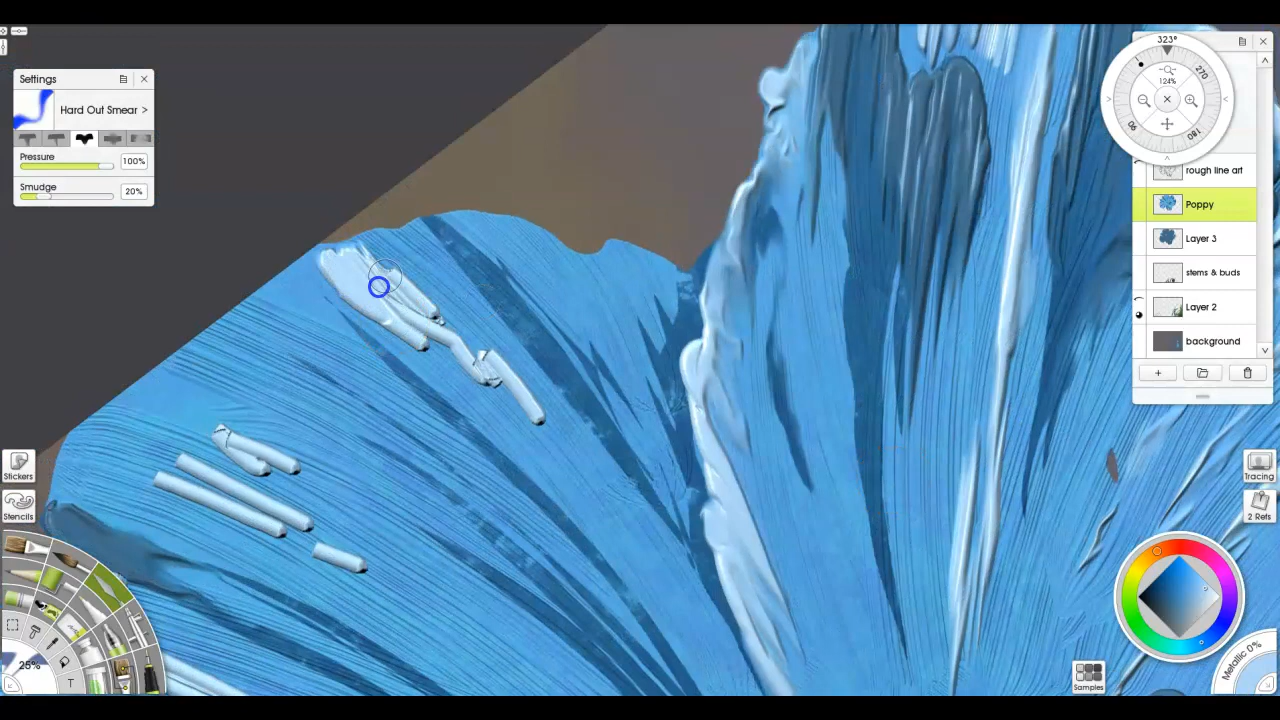 Settings
Hard Out Smear >
Pressure
100%
Smudge
20%
323°
270
124%
90
180
rough line art
Poppy
Layer 3
stems & buds
Layer 2
background
Stickers
Stencils
25%
T
Tracing
2 Refs
Samples
Metallic 0%